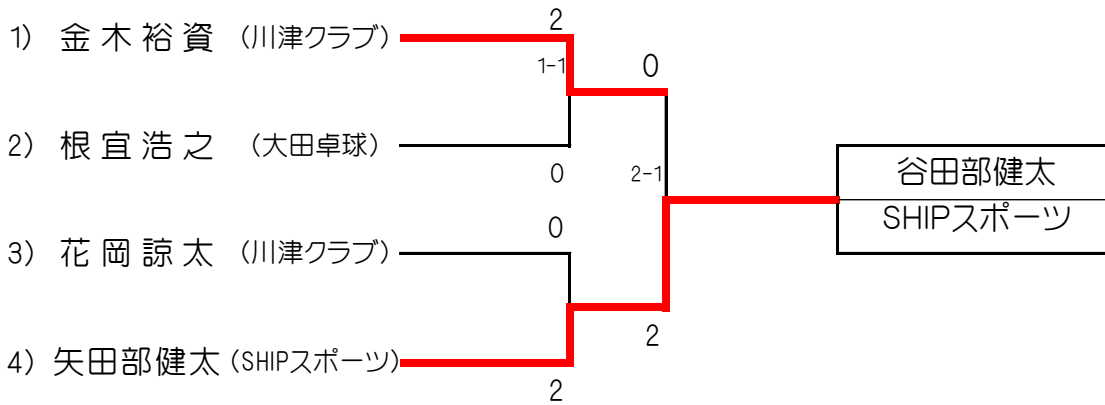 1) 金木裕資 (川津クラブ)
2
1-1
0
2) 根宜浩之 (大田卓球)
0
2-1
谷田部健太
SHIPスポーツ
0
3) 花岡諒太 (川津クラブ)
2
4) 矢田部健太 (SHIPスポーツ)
2